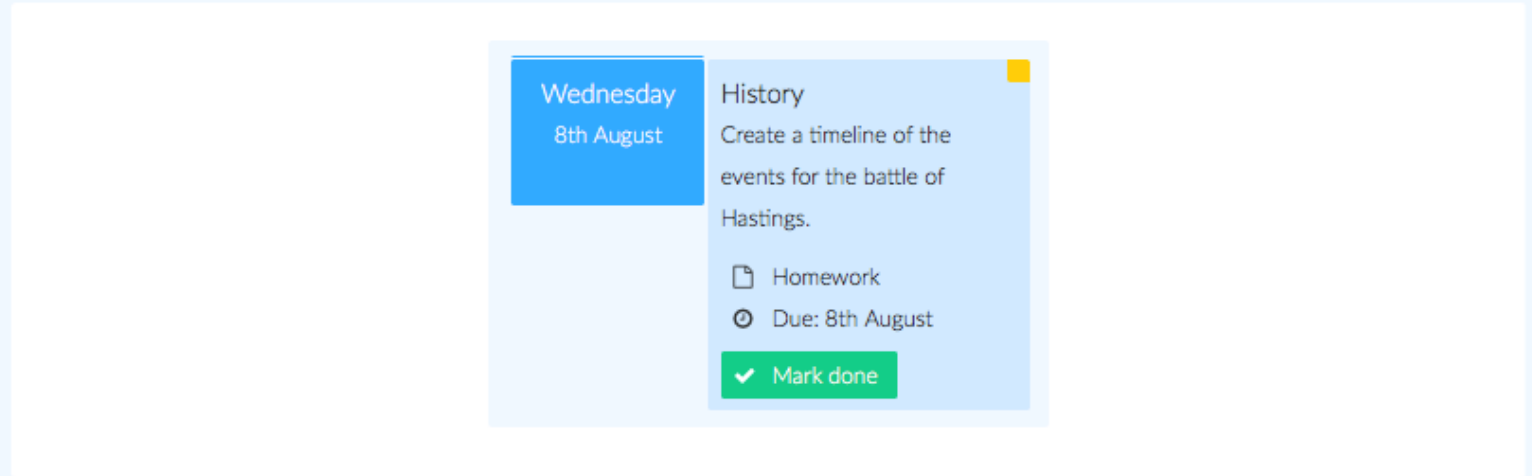 Wednesday
8th August
History
Create a timeline of the
events for the battle of
Hastings.
Homework
Due: 8th August
Mark done